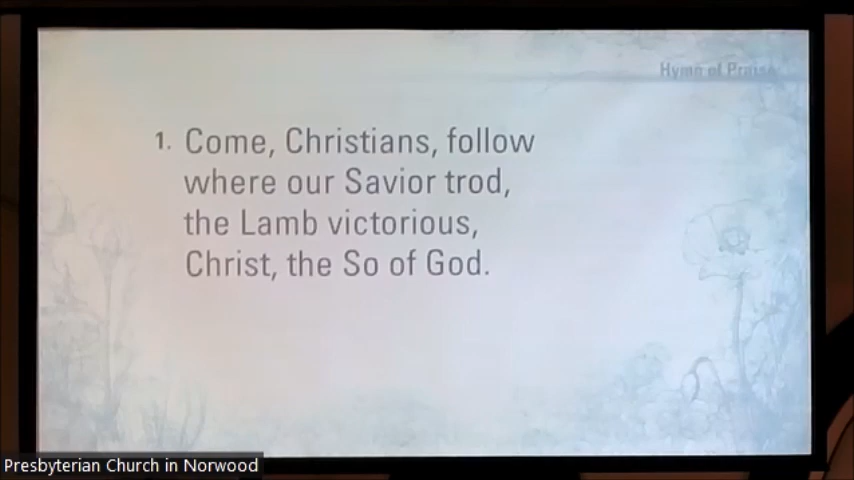 Hymn of Praise
1. Come, Christians, follow
where our Savior trod,
the Lamb victorious,
Christ, the So of God.
Presbyterian Church in Norwood